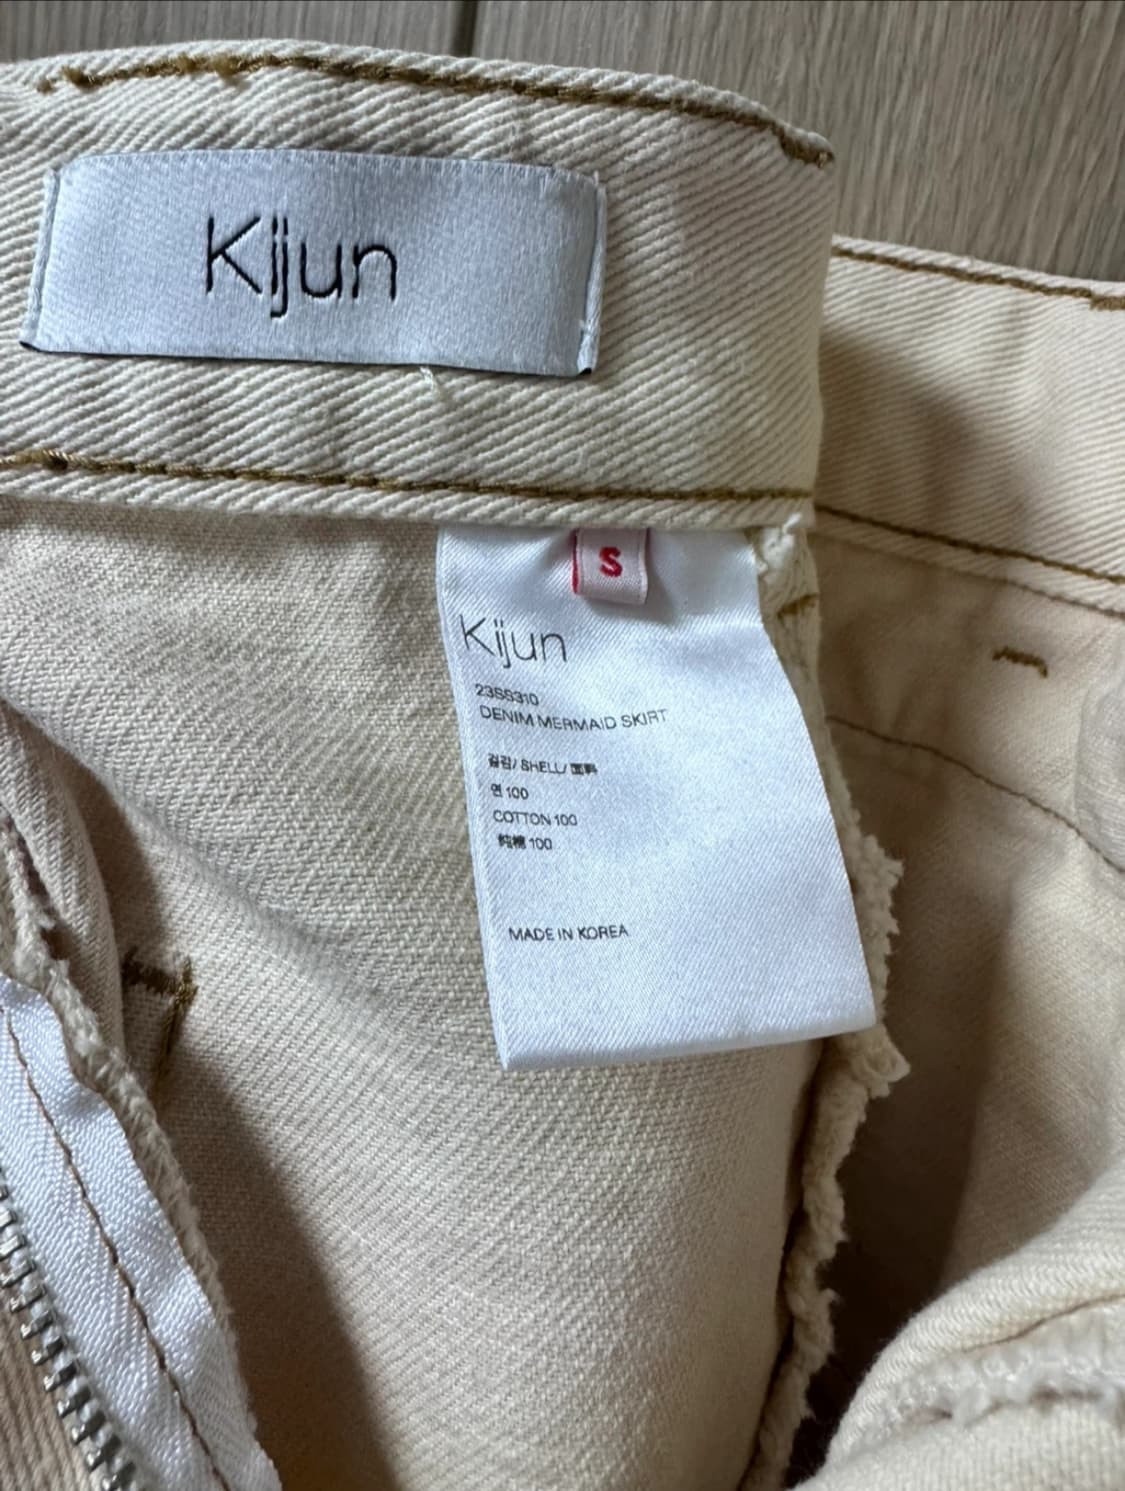 Kijun
S
Kijun
23SS310
DENIM MERMAID SKIRT
겉감/ SHELL/ 面料
면 100
COTTON 100
純棉 100
MADE IN KOREA